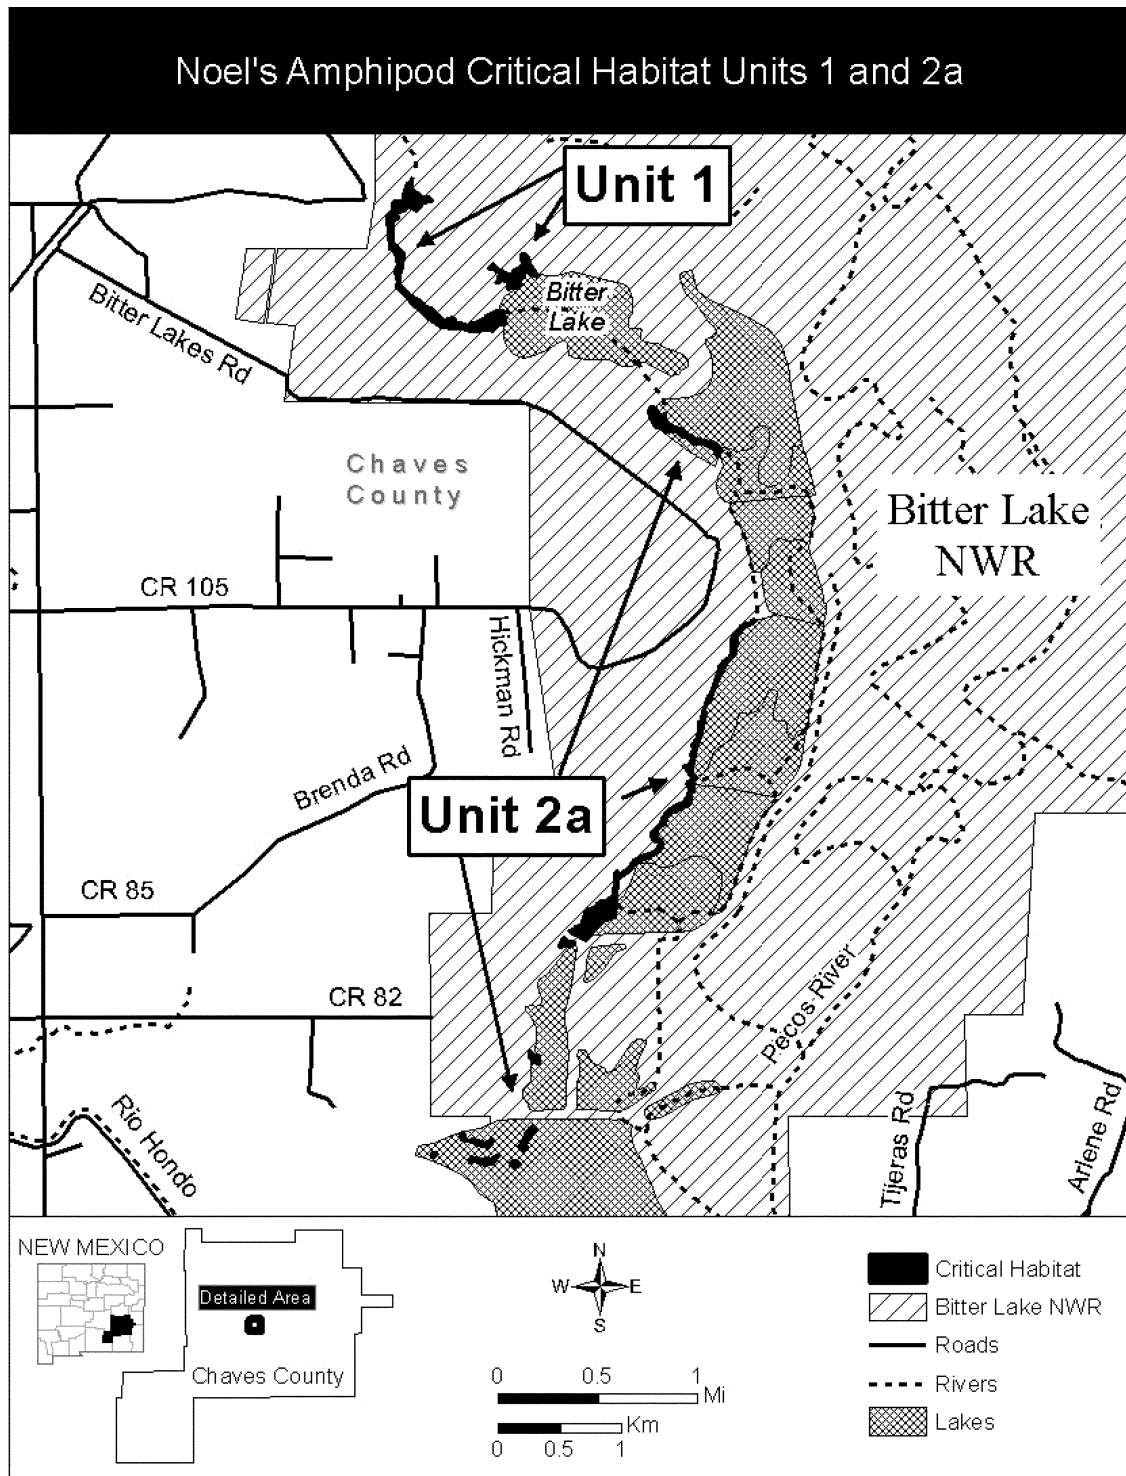 Noel's Amphipod Critical Habitat Units 1 and 2a
Unit 1
Bitter
Lake
Bitter Lakes Rd
Chaves
County
Bitter Lake
NWR
CR 105
Hickman Rd
Brenda Rd
Unit 2a
CR 85
CR 82
Pecos River
Rio Hondo
Tijeras Rd
Arlene Rd
NEW MEXICO
Detailed Area
Chaves County
N
W E
S
0 0.5 1
Mi
Km
0 0.5 1
Critical Habitat
Bitter Lake NWR
Roads
Rivers
Lakes